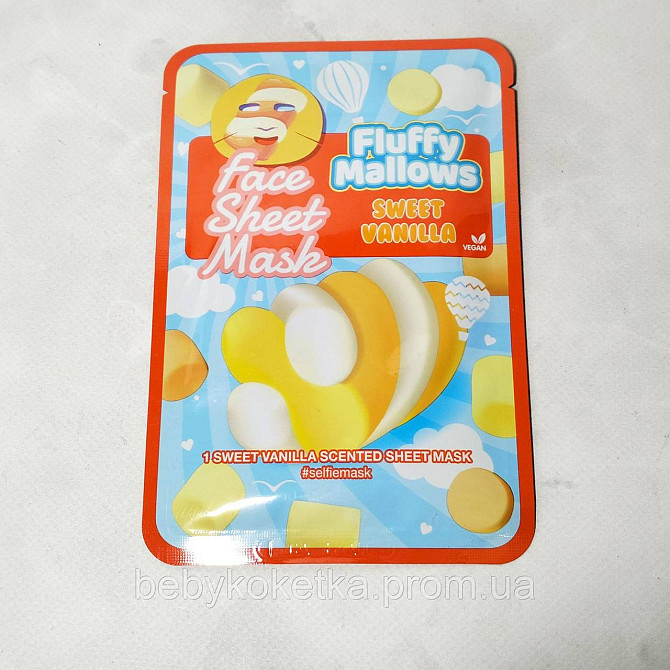 Face
Sheet
Mask
Fluffy
Mallows
SWEET
VANILLA
VEGAN
1 SWEET VANILLA SCENTED SHEET MASK
#selfiemask
bebykoketka.prom.ua